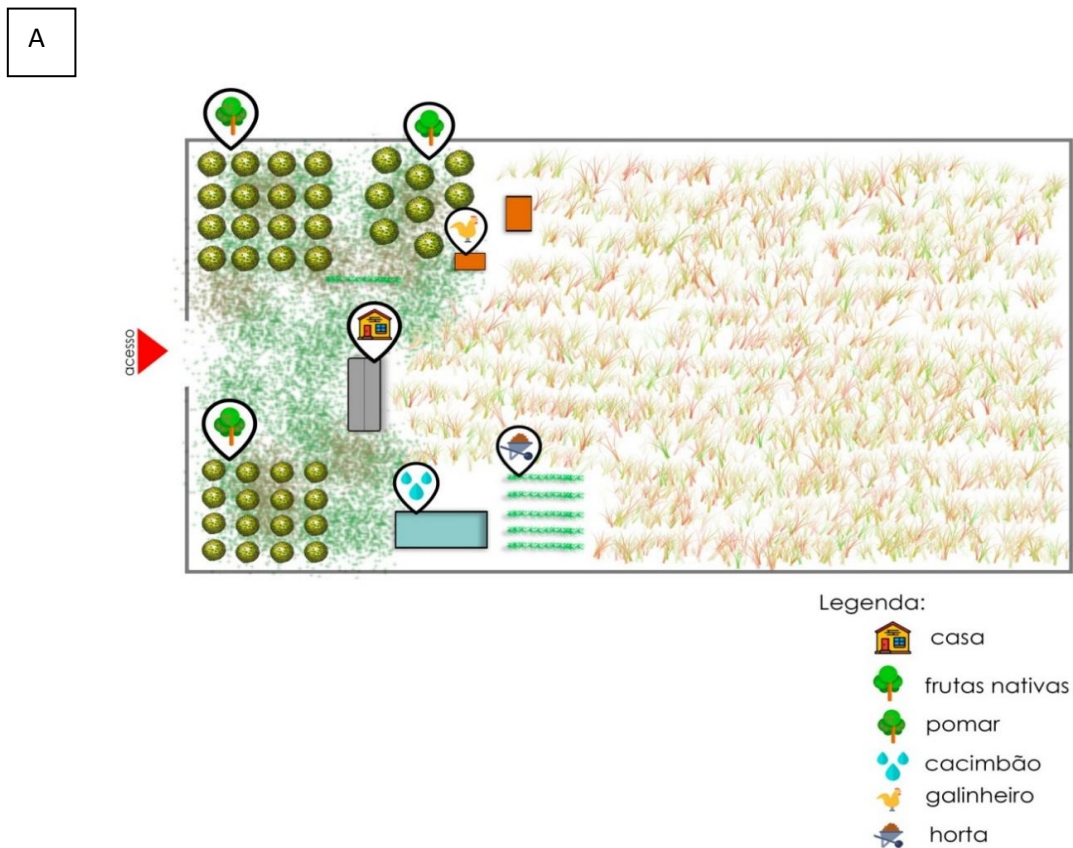 A
acesso
Legenda:
casa
frutas nativas
pomar
cacimbão
galinheiro
horta